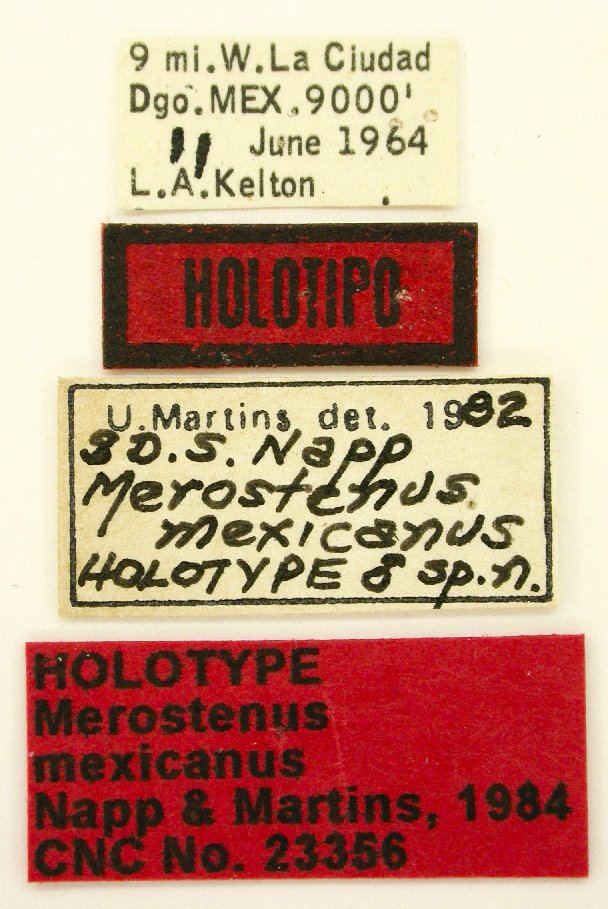 9 mi.W.La Ciudad
Dgo.MEX.9000'
11 June 1964
L.A.Kelton
HOLOTIPO
U.Martins det. 1982
& D.S. Napp
Merostenus
mexicanus
HOLOTYPE ♂ sp.n.
HOLOTYPE
Merostenus
mexicanus
Napp & Martins, 1984
CNC No. 23356